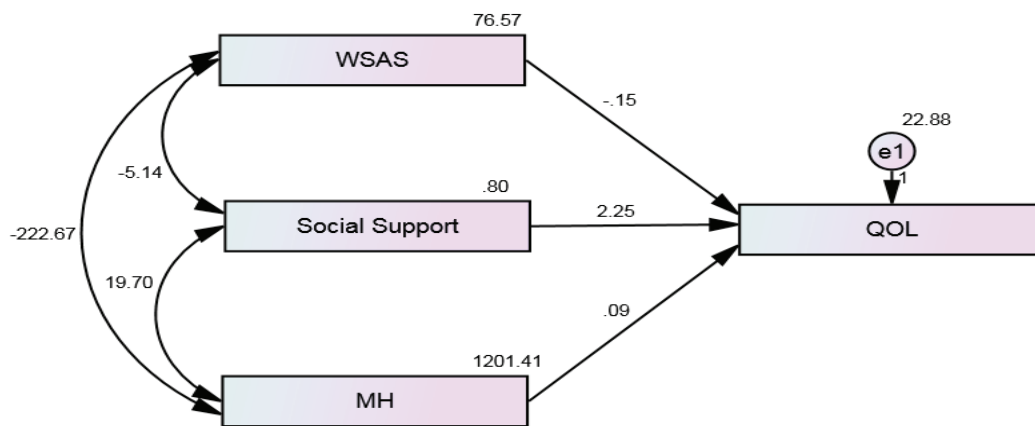 76.57
WSAS
-.15
22.88
e1
1
-5.14
.80
Social Support
2.25
QOL
-222.67
19.70
.09
1201.41
MH